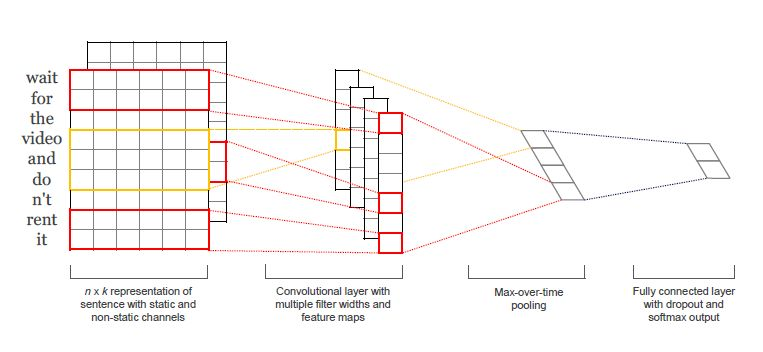 wait
for
the
video
and
do
n't
rent
it
n x k representation of
sentence with static and
non-static channels
Convolutional layer with
multiple filter widths and
feature maps
Max-over-time
pooling
Fully connected layer
with dropout and
softmax output